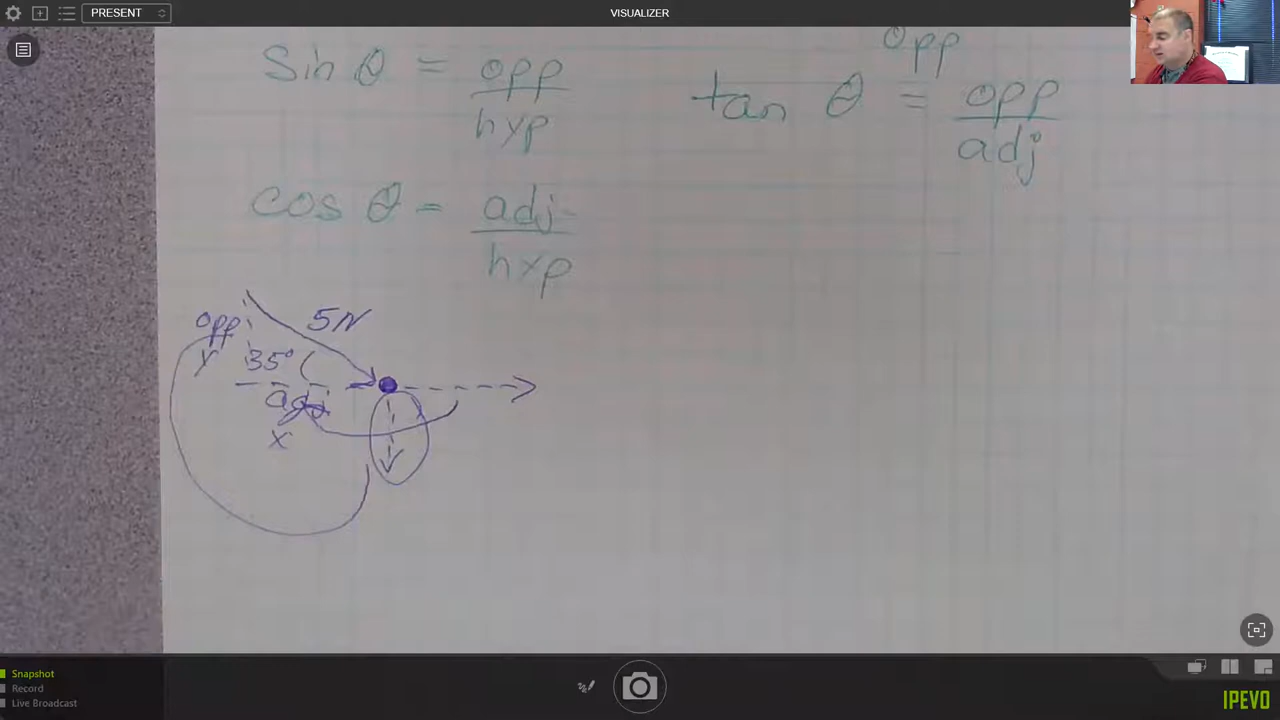 PRESENT
VISUALIZER
opp
sin θ = opp
hyp
tan θ = opp
adj
cos θ = adj
hyp
opp
y
5N
35°
adj
x
Snapshot
Record
Live Broadcast
IPEVO